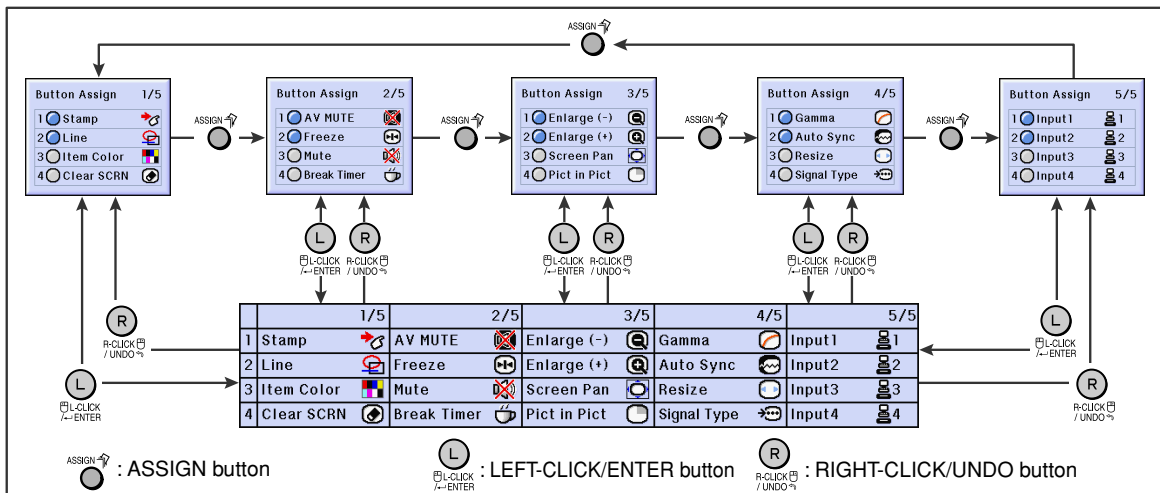 ASSIGN
Button Assign 1/5
1 Stamp
2 Line
3 Item Color
4 Clear SCRN
ASSIGN
Button Assign 2/5
1 AV MUTE
2 Freeze
3 Mute
4 Break Timer
ASSIGN
Button Assign 3/5
1 Enlarge (-)
2 Enlarge (+)
3 Screen Pan
4 Pict in Pict
ASSIGN
Button Assign 4/5
1 Gamma
2 Auto Sync
3 Resize
4 Signal Type
ASSIGN
Button Assign 5/5
1 Input1 1
2 Input2 2
3 Input3 3
4 Input4 4
L
L-CLICK
/↵ENTER
R
R-CLICK
/ UNDO
L
L-CLICK
/↵ENTER
R
R-CLICK
/ UNDO
L
L-CLICK
/↵ENTER
R
R-CLICK
/ UNDO
R
R-CLICK
/ UNDO
L
L-CLICK
/↵ENTER
L
L-CLICK
/↵ENTER
R
R-CLICK
/ UNDO
1/5 2/5 3/5 4/5 5/5
1 Stamp AV MUTE Enlarge (-) Gamma Input1 1
2 Line Freeze Enlarge (+) Auto Sync Input2 2
3 Item Color Mute Screen Pan Resize Input3 3
4 Clear SCRN Break Timer Pict in Pict Signal Type Input4 4
ASSIGN : ASSIGN button
L
L-CLICK
/↵ENTER
: LEFT-CLICK/ENTER button
R
R-CLICK
/ UNDO
: RIGHT-CLICK/UNDO button